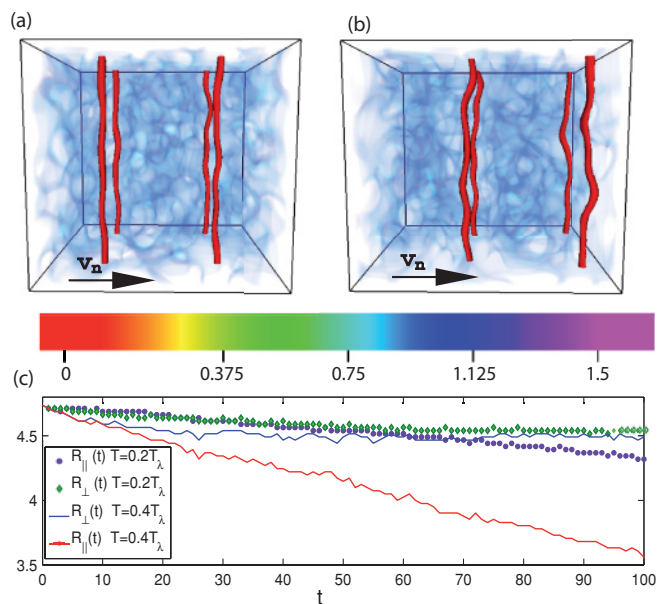 (a) (b)
v_n v_n
0 0.375 0.75 1.125 1.5
(c)
4.5
4
3.5
R_||(t) T=0.2T_λ
R_⊥(t) T=0.2T_λ
R_⊥(t) T=0.4T_λ
R_||(t) T=0.4T_λ
0 10 20 30 40 50 60 70 80 90 100
t